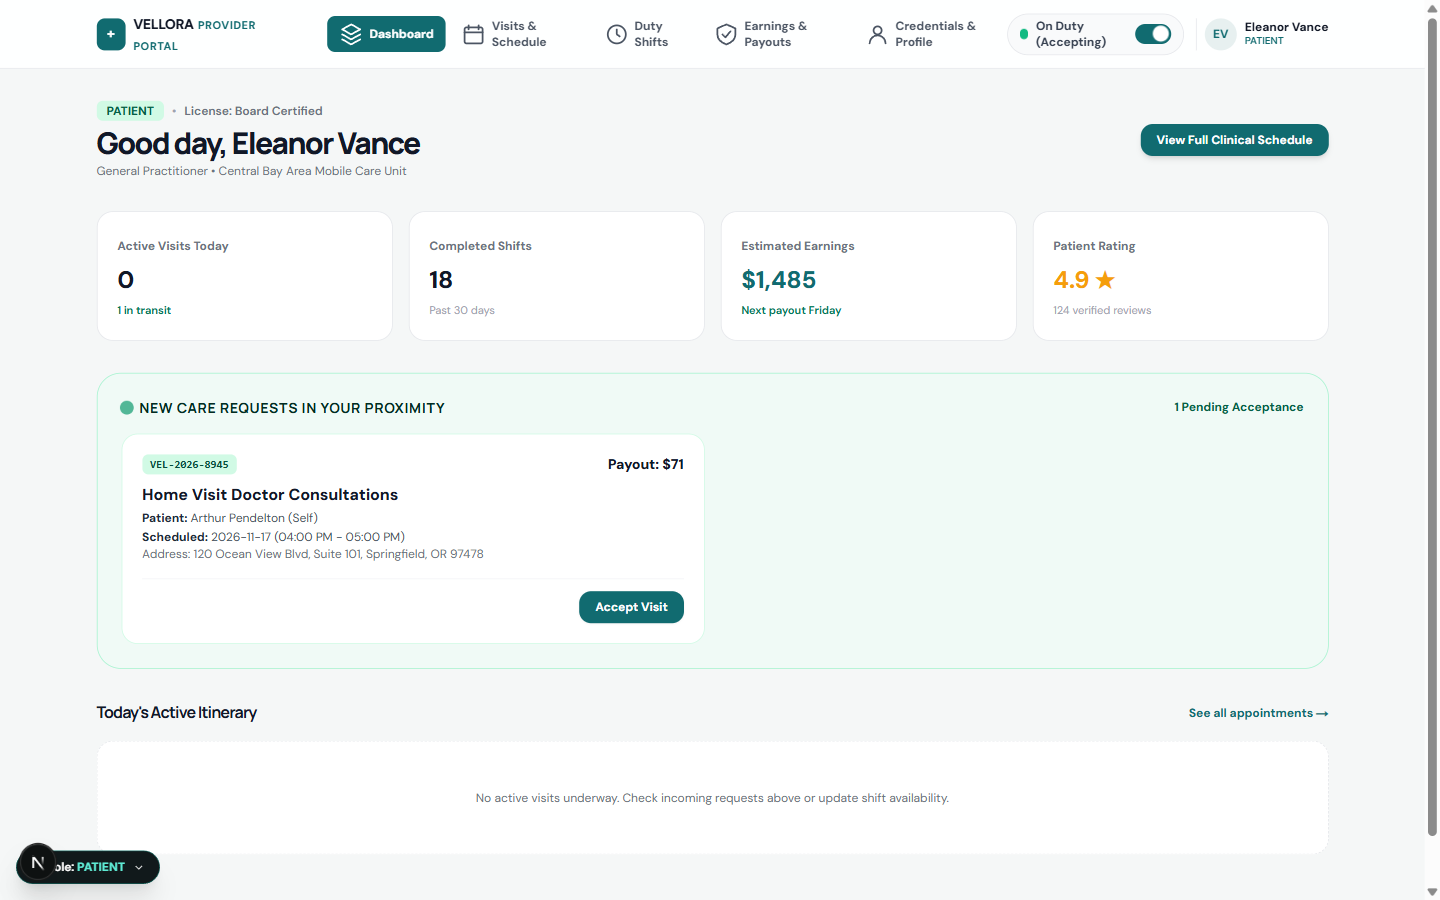 VELLORA PROVIDER
PORTAL
Dashboard
Visits &
Schedule
Duty
Shifts
Earnings &
Payouts
Credentials &
Profile
On Duty
(Accepting)
EV
Eleanor Vance
PATIENT
PATIENT • License: Board Certified
Good day, Eleanor Vance
General Practitioner • Central Bay Area Mobile Care Unit
View Full Clinical Schedule
Active Visits Today
0
1 in transit
Completed Shifts
18
Past 30 days
Estimated Earnings
$1,485
Next payout Friday
Patient Rating
4.9 ★
124 verified reviews
NEW CARE REQUESTS IN YOUR PROXIMITY
1 Pending Acceptance
VEL-2026-8945
Payout: $71
Home Visit Doctor Consultations
Patient: Arthur Pendelton (Self)
Scheduled: 2026-11-17 (04:00 PM - 05:00 PM)
Address: 120 Ocean View Blvd, Suite 101, Springfield, OR 97478
Accept Visit
Today's Active Itinerary
See all appointments →
No active visits underway. Check incoming requests above or update shift availability.
N
PATIENT